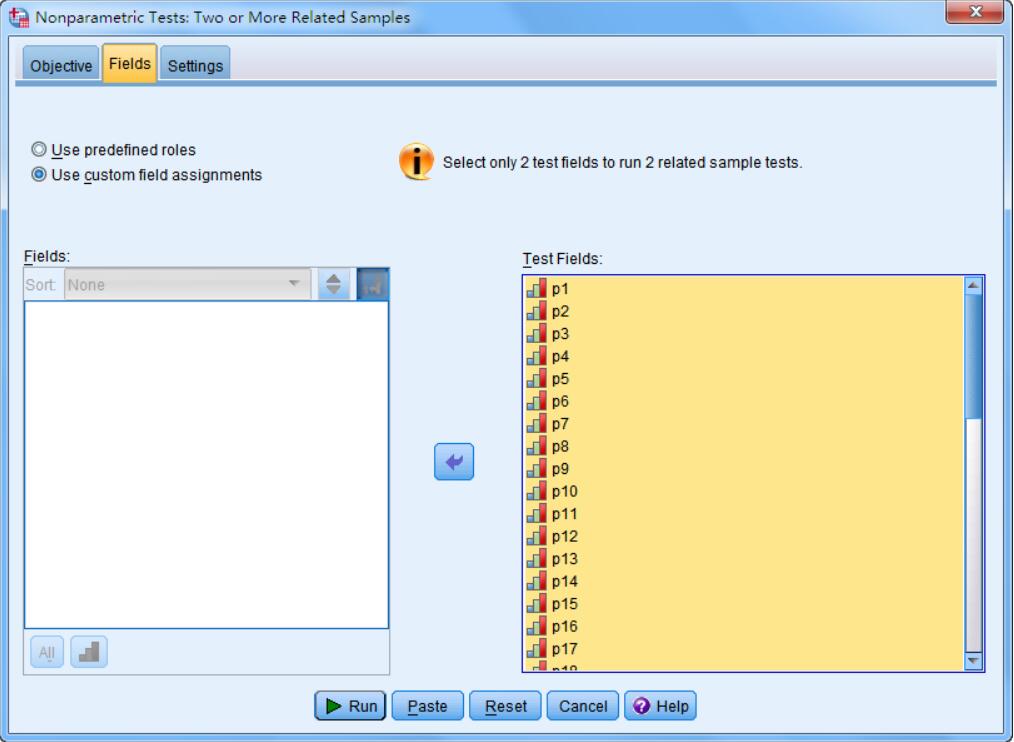 Nonparametric Tests: Two or More Related Samples
Objective Fields Settings
Use predefined roles
Use custom field assignments
Select only 2 test fields to run 2 related sample tests.
Fields:
Sort: None
Test Fields:
p1
p2
p3
p4
p5
p6
p7
p8
p9
p10
p11
p12
p13
p14
p15
p16
p17
p18
All
Run Paste Reset Cancel Help